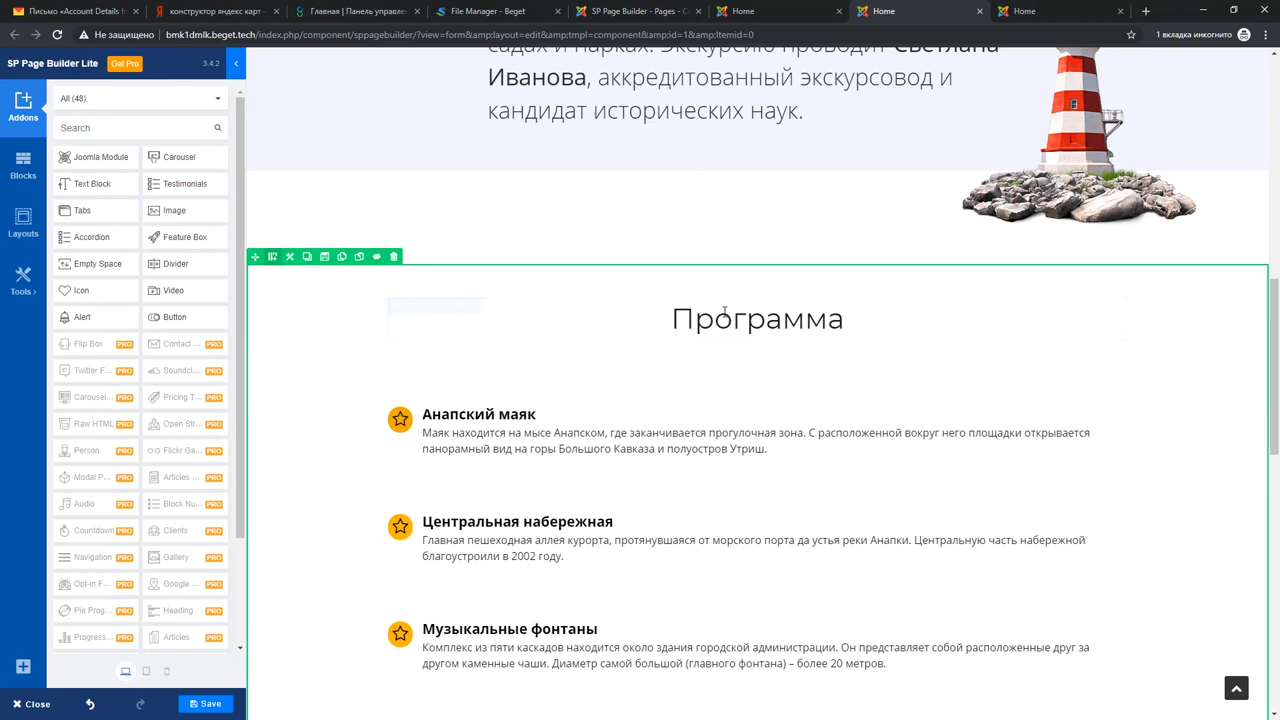 Письмо «Account Details f
конструктор яндекс карт
Главная | Панель управле
File Manager - Beget
SP Page Builder - Pages - С
Home
Home
Home
Не защищено
bmk1dmlk.beget.tech/index.php/component/sppagebuilder/?view=form&amp;layout=edit&amp;tmpl=component&amp;id=1&amp;Itemid=0
Инкогнито
SP Page Builder Lite
Get Pro
3.4.2
Addons
Blocks
Layouts
Tools
All (48)
Search
Joomla Module
Carousel
Text Block
Testimonials
Tabs
Image
Accordion
Feature Box
Empty Space
Divider
Icon
Video
Alert
Button
Flip Box PRO
Contact ... PRO
Twitter F... PRO
Soundcl... PRO
Carousel... PRO
Pricing T... PRO
Raw HTML PRO
Open Str... PRO
Person PRO
Flickr Ga... PRO
Modal P... PRO
Articles ... PRO
Audio PRO
Block Nu... PRO
Countdown PRO
Clients PRO
Navigation PRO
Gallery PRO
Opt-in F... PRO
Google ... PRO
Pie Prog... PRO
Heading PRO
Progress... PRO
Articles PRO
Close
Save
садах и парках. Экскурсию проводит Светлана
Иванова, аккредитованный экскурсовод и
кандидат исторических наук.
Программа
Анапский маяк
Маяк находится на мысе Анапском, где заканчивается прогулочная зона. С расположенной вокруг него площадки открывается
панорамный вид на горы Большого Кавказа и полуостров Утриш.
Центральная набережная
Главная пешеходная аллея курорта, протянувшаяся от морского порта да устья реки Анапки. Центральную часть набережной
благоустроили в 2002 году.
Музыкальные фонтаны
Комплекс из пяти каскадов находится около здания городской администрации. Он представляет собой расположенные друг за
другом каменные чаши. Диаметр самой большой (главного фонтана) – более 20 метров.